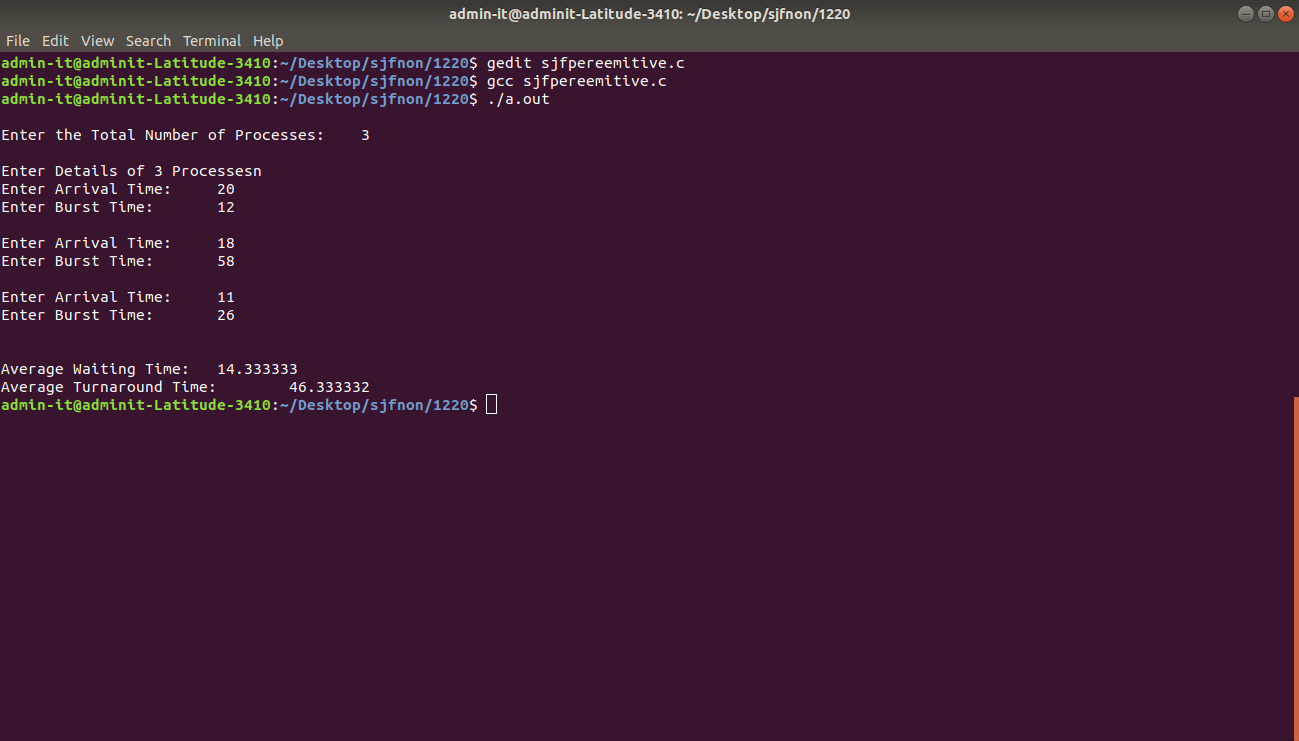 admin-it@adminit-Latitude-3410: ~/Desktop/sjfnon/1220
File Edit View Search Terminal Help
admin-it@adminit-Latitude-3410:~/Desktop/sjfnon/1220$ gedit sjfpereemitive.c
admin-it@adminit-Latitude-3410:~/Desktop/sjfnon/1220$ gcc sjfpereemitive.c
admin-it@adminit-Latitude-3410:~/Desktop/sjfnon/1220$ ./a.out
Enter the Total Number of Processes:    3
Enter Details of 3 Processesn
Enter Arrival Time:     20
Enter Burst Time:       12
Enter Arrival Time:     18
Enter Burst Time:       58
Enter Arrival Time:     11
Enter Burst Time:       26
Average Waiting Time:   14.333333
Average Turnaround Time:        46.333332
admin-it@adminit-Latitude-3410:~/Desktop/sjfnon/1220$